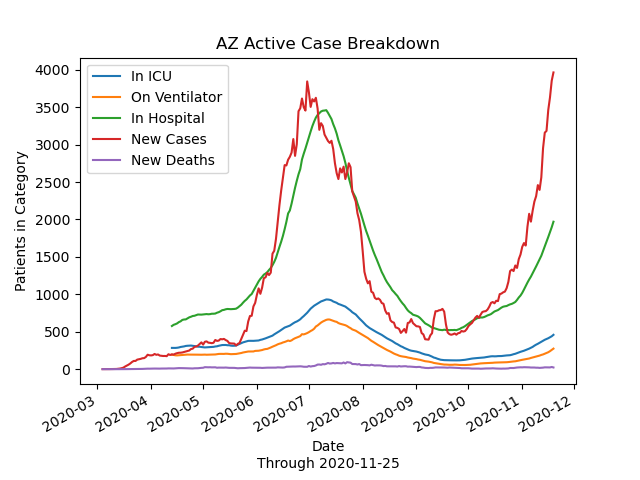 AZ Active Case Breakdown
In ICU
On Ventilator
In Hospital
New Cases
New Deaths
Patients in Category
4000
3500
3000
2500
2000
1500
1000
500
0
2020-03
2020-04
2020-05
2020-06
2020-07
2020-08
2020-09
2020-10
2020-11
2020-12
Date
Through 2020-11-25